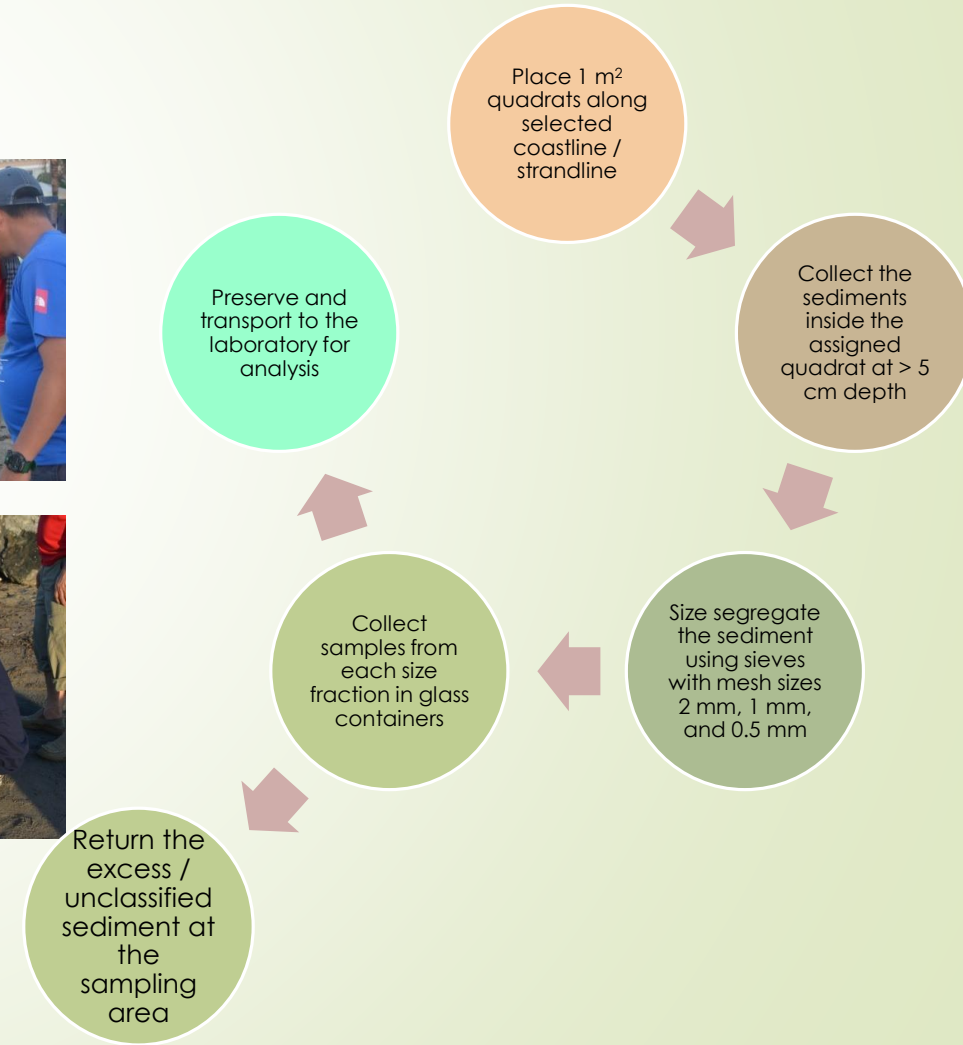 Place 1 m²
quadrats along
selected
coastline /
strandline
Collect the
sediments
inside the
assigned
quadrat at > 5
cm depth
Size segregate
the sediment
using sieves
with mesh sizes
2 mm, 1 mm,
and 0.5 mm
Collect
samples from
each size
fraction in glass
containers
Preserve and
transport to the
laboratory for
analysis
Return the
excess /
unclassified
sediment at
the
sampling
area